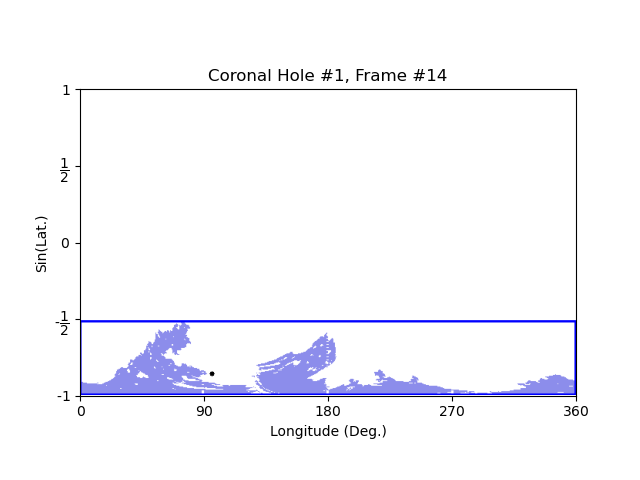 Coronal Hole #1, Frame #14
1
1/2
0
-1/2
-1
Sin(Lat.)
0 90 180 270 360
Longitude (Deg.)